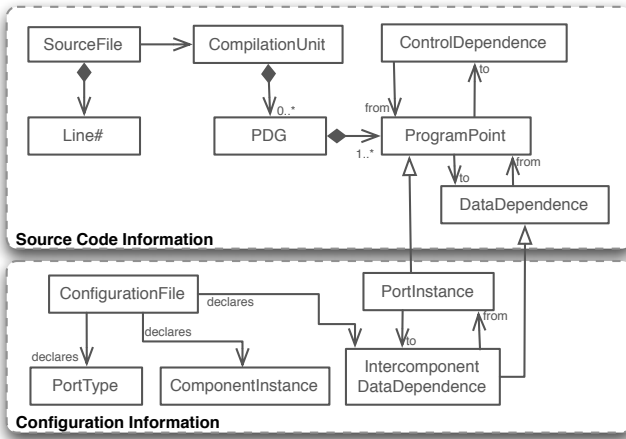 SourceFile
CompilationUnit
ControlDependence
to
from
0..*
Line#
PDG
1..*
ProgramPoint
from
to
DataDependence
Source Code Information
ConfigurationFile
declares
PortInstance
from
declares
to
declares
Intercomponent
DataDependence
PortType
ComponentInstance
Configuration Information